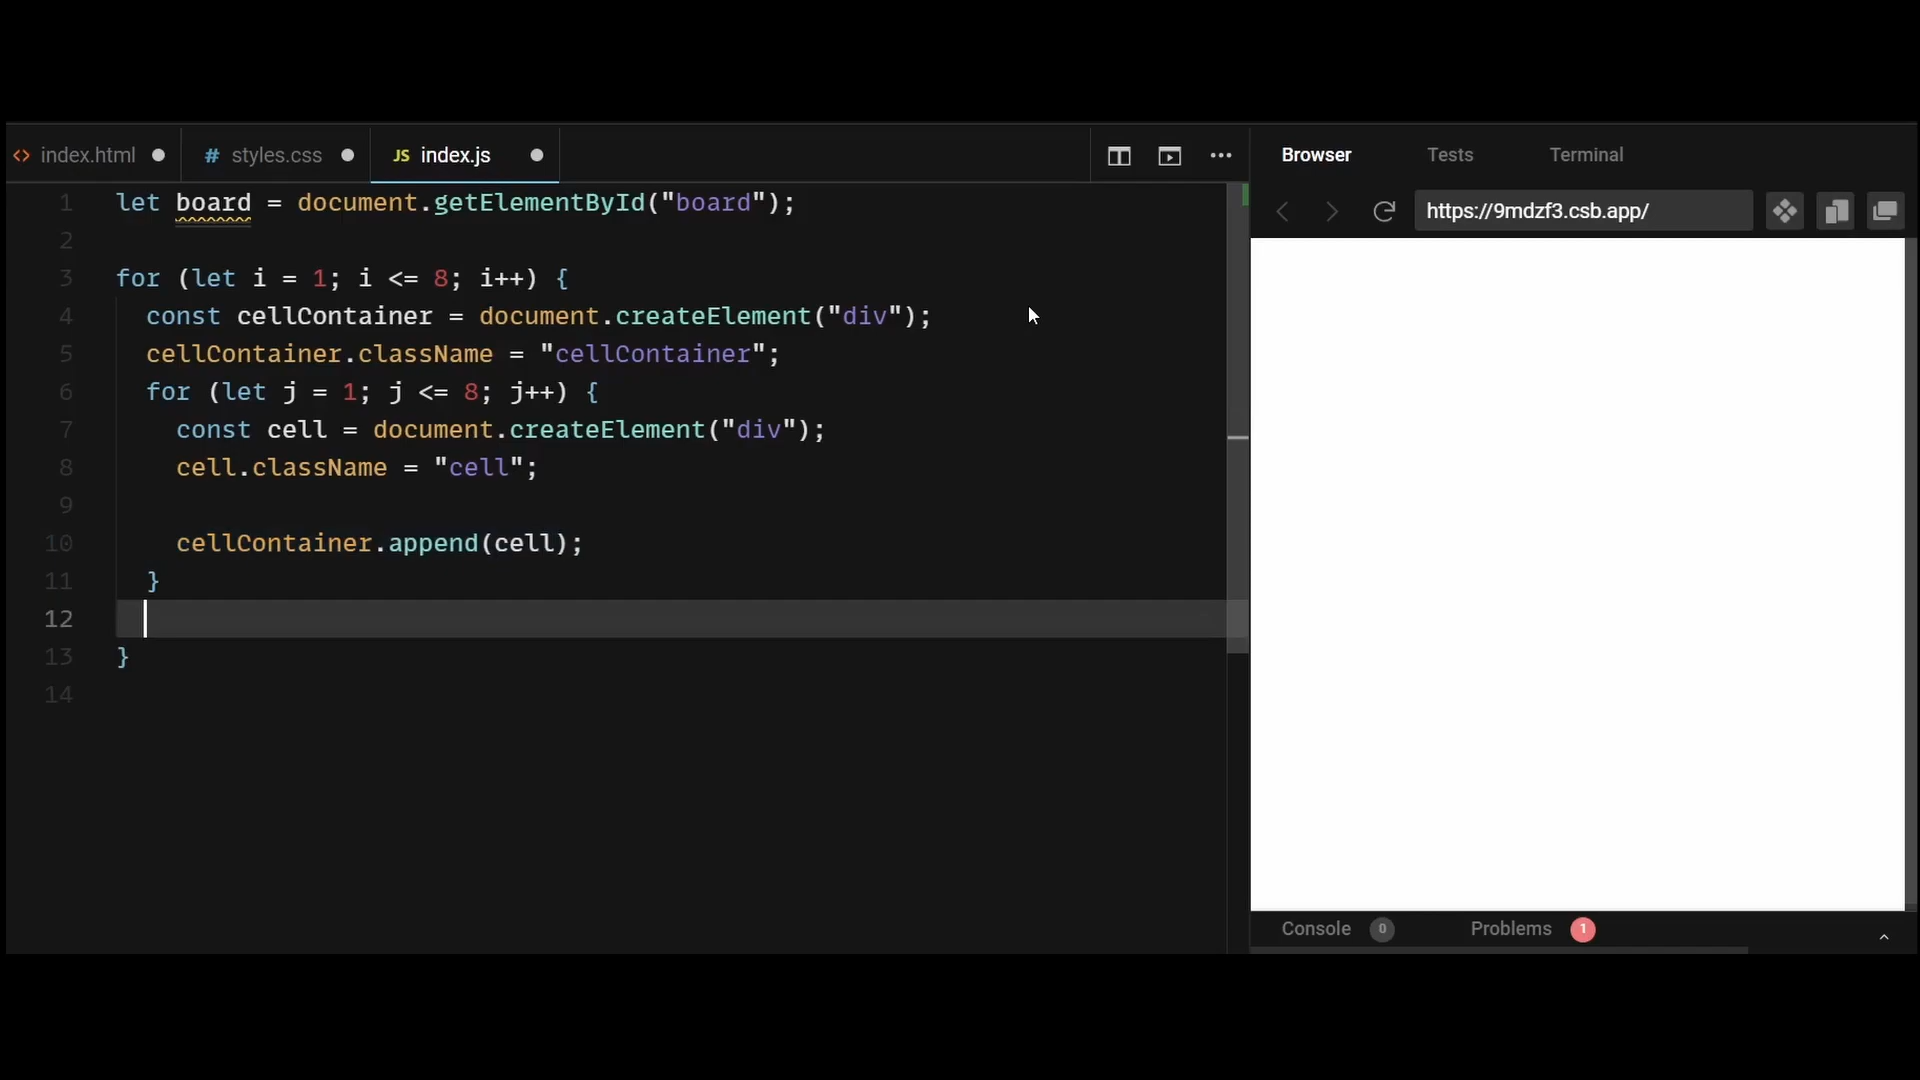 index.html
# styles.css
JS index.js
Browser
Tests
Terminal
https://9mdzf3.csb.app/
1 let board = document.getElementById("board");
2
3 for (let i = 1; i <= 8; i++) {
4 const cellContainer = document.createElement("div");
5 cellContainer.className = "cellContainer";
6 for (let j = 1; j <= 8; j++) {
7 const cell = document.createElement("div");
8 cell.className = "cell";
9
10 cellContainer.append(cell);
11 }
12
13 }
14
Console 0
Problems 1